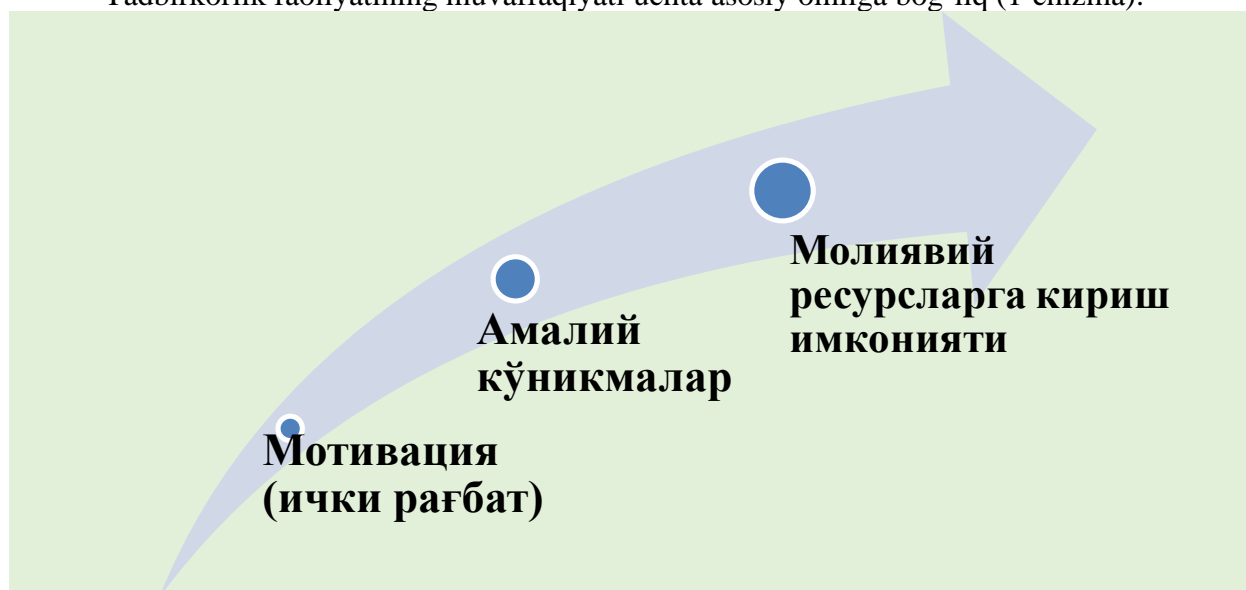 Tadbirkorlik faoliyatining muvaffaqiyati uchta asosiy omilga bog'liq (1-chizma).
Мотивация
(ички рағбат)
Амалий
кўникмалар
Молиявий
ресурсларга кириш
имконияти